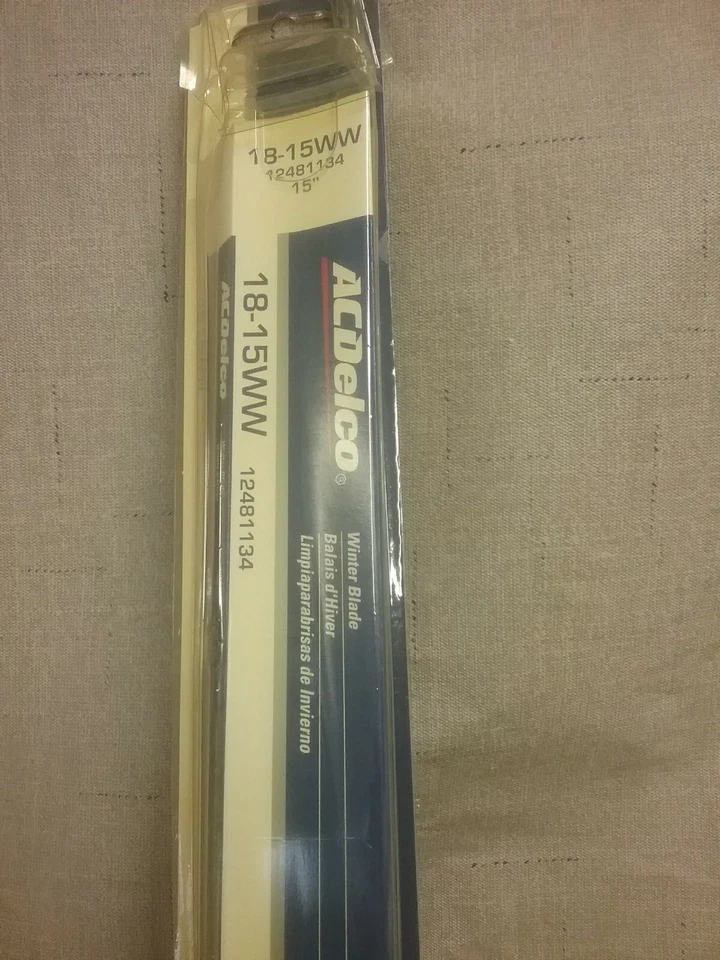 18-15WW
12481134
15"
ACDelco®
18-15WW 12481134
ACDelco
Winter Blade
Balais d'Hiver
Limpiaparabrisas de Invierno